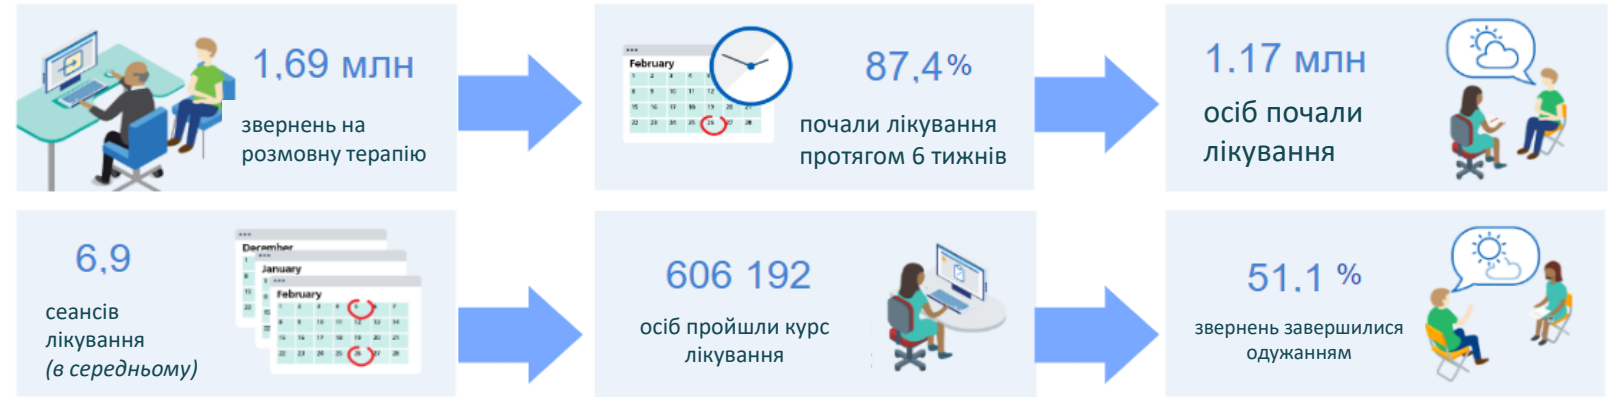 1,69 млн
звернень на
розмовну терапію
February
87,4%
почали лікування
протягом 6 тижнів
1.17 млн
осіб почали
лікування
6,9
сеансів
лікування
(в середньому)
December
January
February
606 192
осіб пройшли курс
лікування
51.1 %
звернень завершилися
одужанням